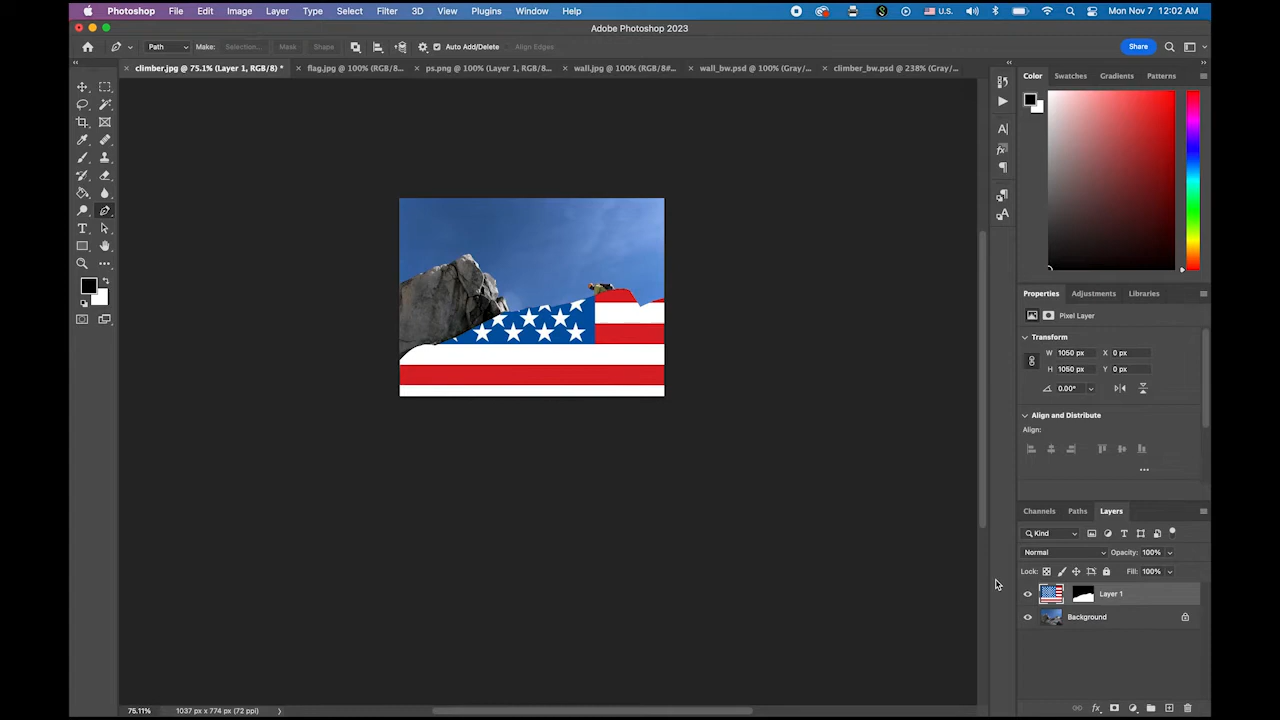 Photoshop File Edit Image Layer Type Select Filter 3D View Plugins Window Help U.S. Mon Nov 7 12:02 AM
Adobe Photoshop 2023
Path Make: Selection... Mask Shape Auto Add/Delete Align Edges Share
climber.jpg @ 75.1% (Layer 1, RGB/8) * flag.jpg @ 100% (RGB/8... ps.png @ 100% (Layer 1, RGB/8... wall.jpg @ 100% (RGB/8#... wall_bw.psd @ 100% (Gray/... climber_bw.psd @ 238% (Gray/...
Color Swatches Gradients Patterns
Properties Adjustments Libraries
Pixel Layer
Transform
W 1050 px X 0 px
H 1050 px Y 0 px
0.00°
Align and Distribute
Align:
Channels Paths Layers
Kind
Normal Opacity: 100%
Lock: Fill: 100%
Layer 1
Background
75.11% 1037 px x 774 px (72 ppi)